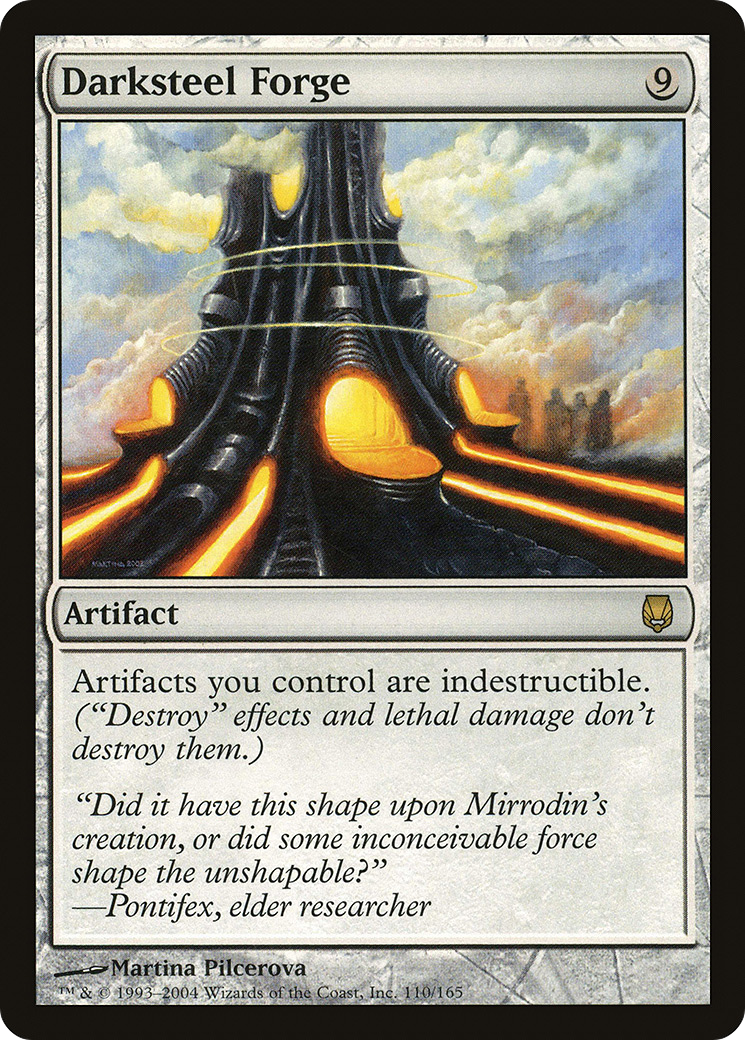 Darksteel Forge 9
MARTINA 2002
Artifact
Artifacts you control are indestructible.
(“Destroy” effects and lethal damage don’t
destroy them.)
“Did it have this shape upon Mirrodin’s
creation, or did some inconceivable force
shape the unshapable?”
—Pontifex, elder researcher
Martina Pilcerova
™ & © 1993–2004 Wizards of the Coast, Inc. 110/165